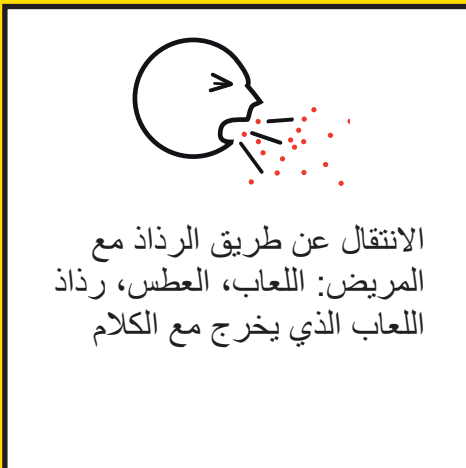 الانتقال عن طريق الرذاذ مع
المريض: اللعاب، العطس، رذاذ
اللعاب الذي يخرج مع الكلام